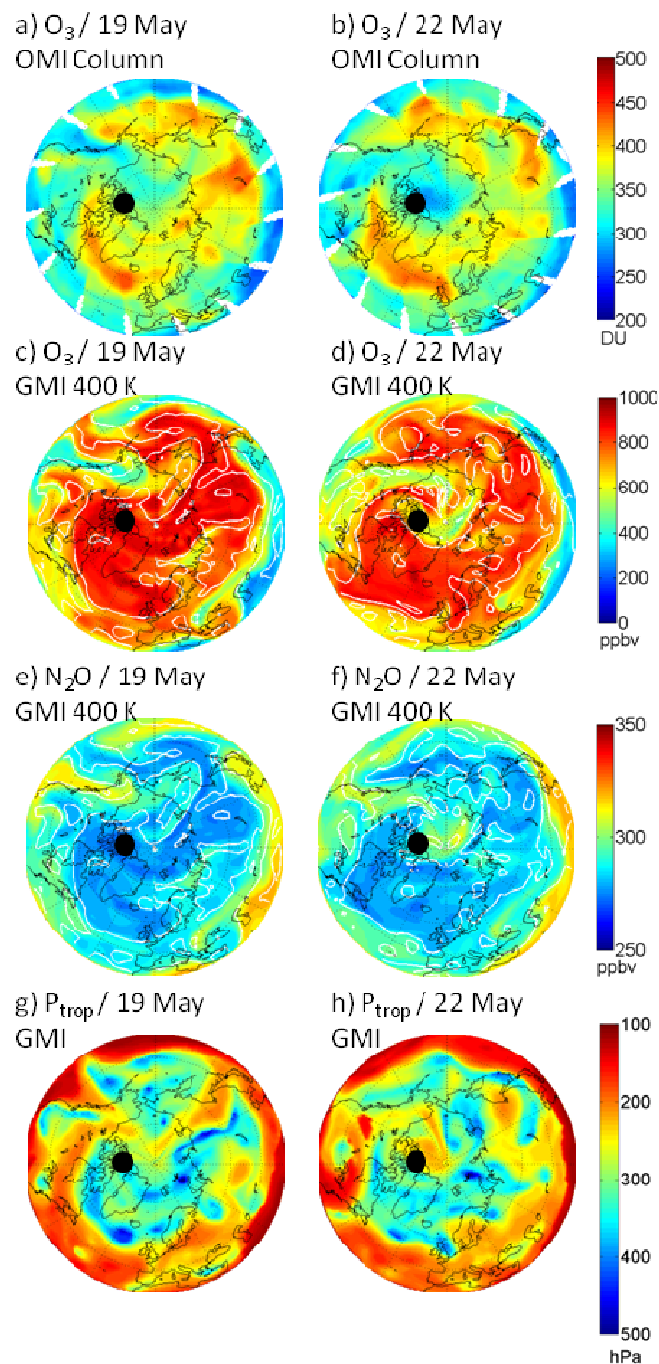 a) O₃ / 19 May
OMI Column
b) O₃ / 22 May
OMI Column
500
450
400
350
300
250
200
DU
c) O₃ / 19 May
GMI 400 K
d) O₃ / 22 May
GMI 400 K
1000
800
600
400
200
0
ppbv
e) N₂O / 19 May
GMI 400 K
f) N₂O / 22 May
GMI 400 K
350
300
250
ppbv
g) Pₜᵣₒₚ / 19 May
GMI
h) Pₜᵣₒₚ / 22 May
GMI
100
200
300
400
500
hPa